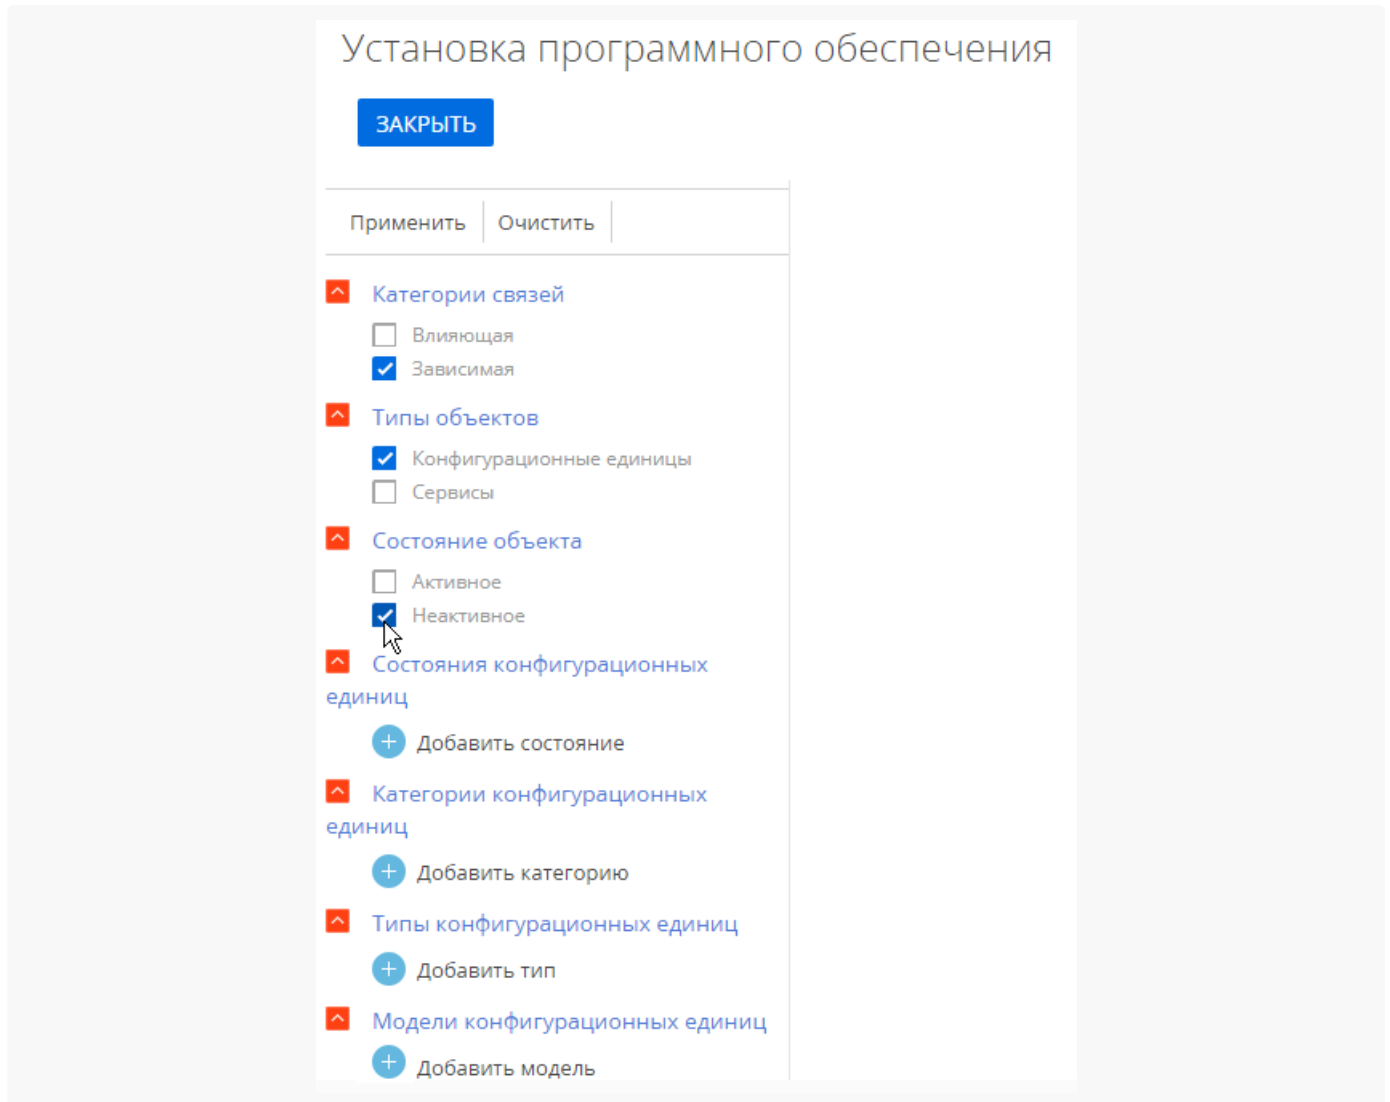 Установка программного обеспечения
ЗАКРЫТЬ
Применить
Очистить
Категории связей
Влияющая
Зависимая
Типы объектов
Конфигурационные единицы
Сервисы
Состояние объекта
Активное
Неактивное
Состояния конфигурационных
единиц
Добавить состояние
Категории конфигурационных
единиц
Добавить категорию
Типы конфигурационных единиц
Добавить тип
Модели конфигурационных единиц
Добавить модель